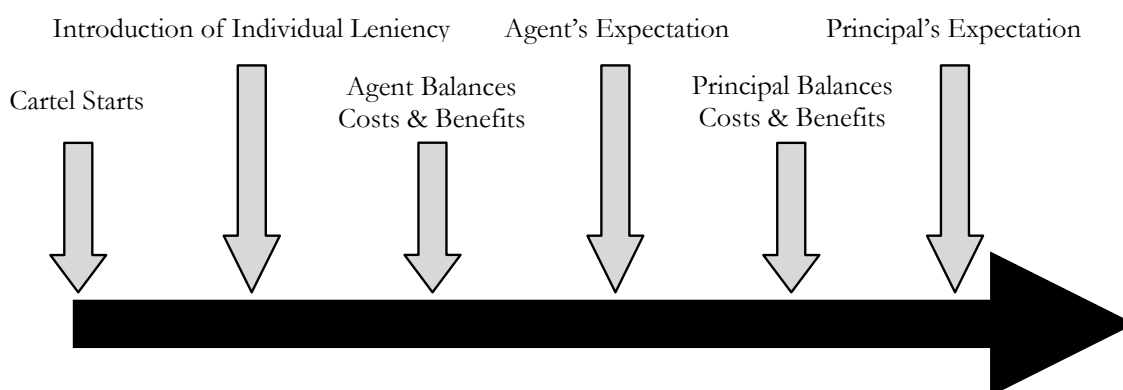 Introduction of Individual Leniency
Agent’s Expectation
Principal’s Expectation
Cartel Starts
Agent Balances
Costs & Benefits
Principal Balances
Costs & Benefits